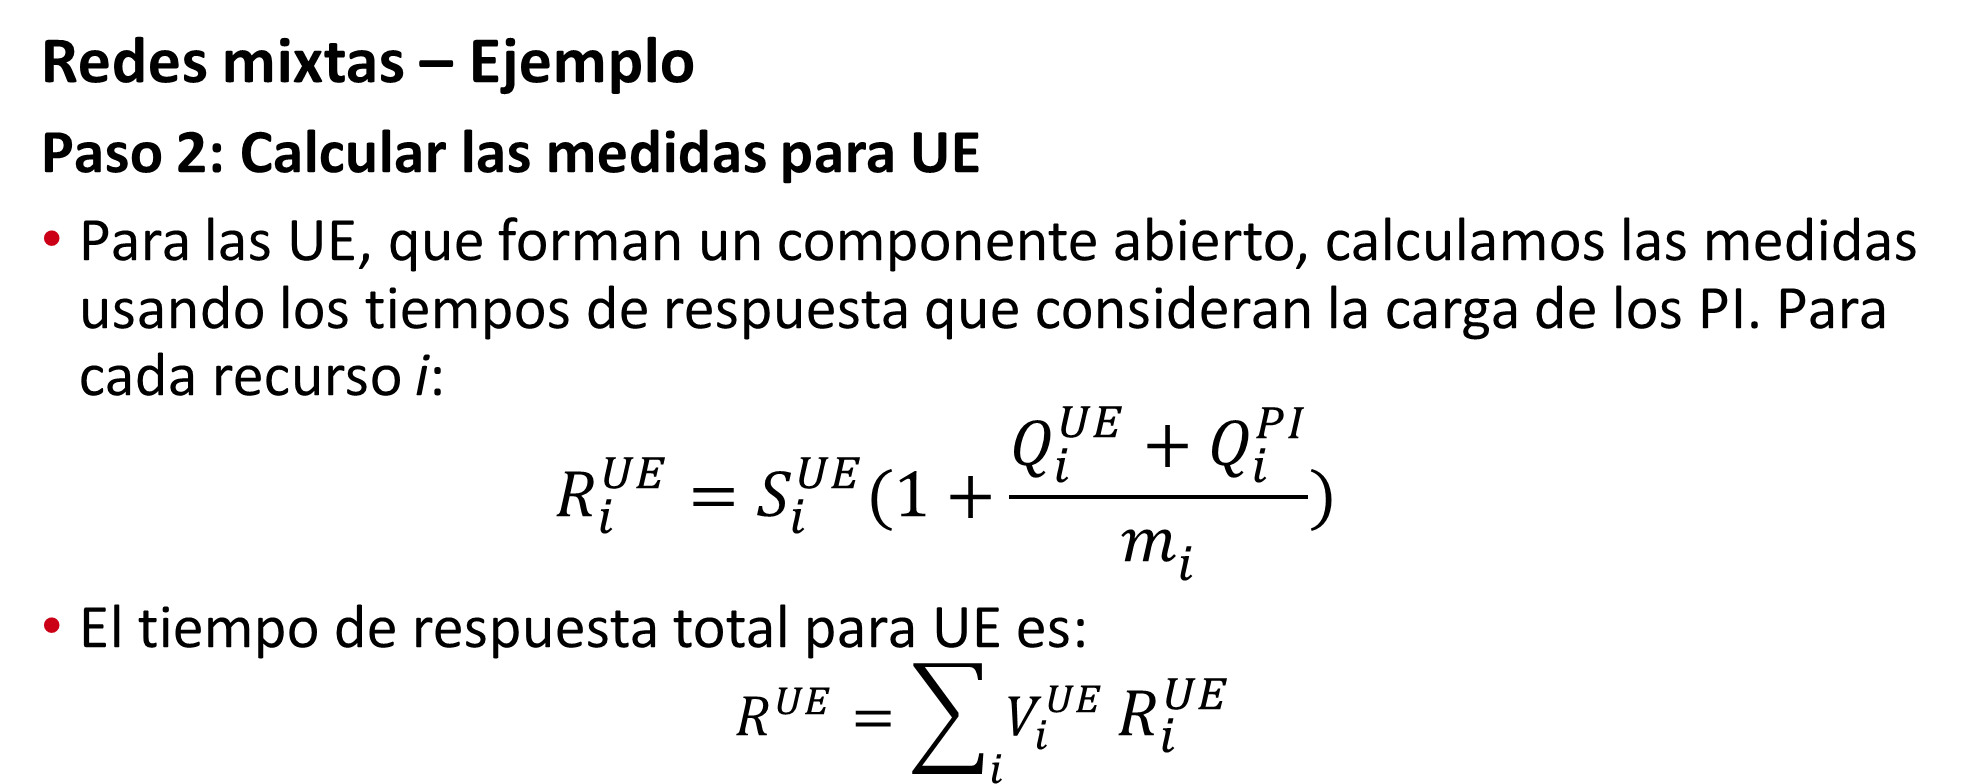 Redes mixtas – Ejemplo
Paso 2: Calcular las medidas para UE
• Para las UE, que forman un componente abierto, calculamos las medidas
usando los tiempos de respuesta que consideran la carga de los PI. Para
cada recurso i:
R_i^{UE} = S_i^{UE}(1 + \frac{Q_i^{UE} + Q_i^{PI}}{m_i})
• El tiempo de respuesta total para UE es:
R^{UE} = \sum_i V_i^{UE} R_i^{UE}